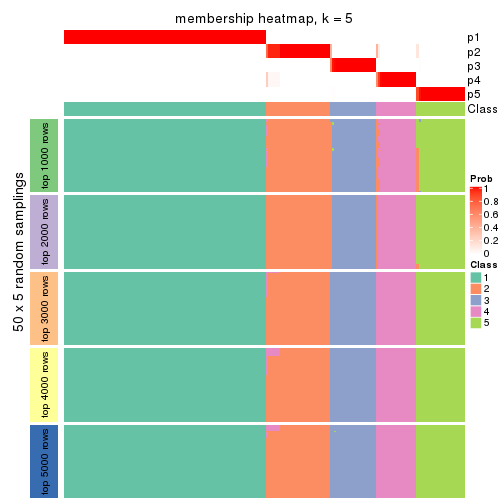 membership heatmap, k = 5
p1
p2
p3
p4
p5
Class
50 x 5 random samplings
top 1000 rows
top 2000 rows
top 3000 rows
top 4000 rows
top 5000 rows
Prob
1
0.8
0.6
0.4
0.2
0
Class
1
2
3
4
5